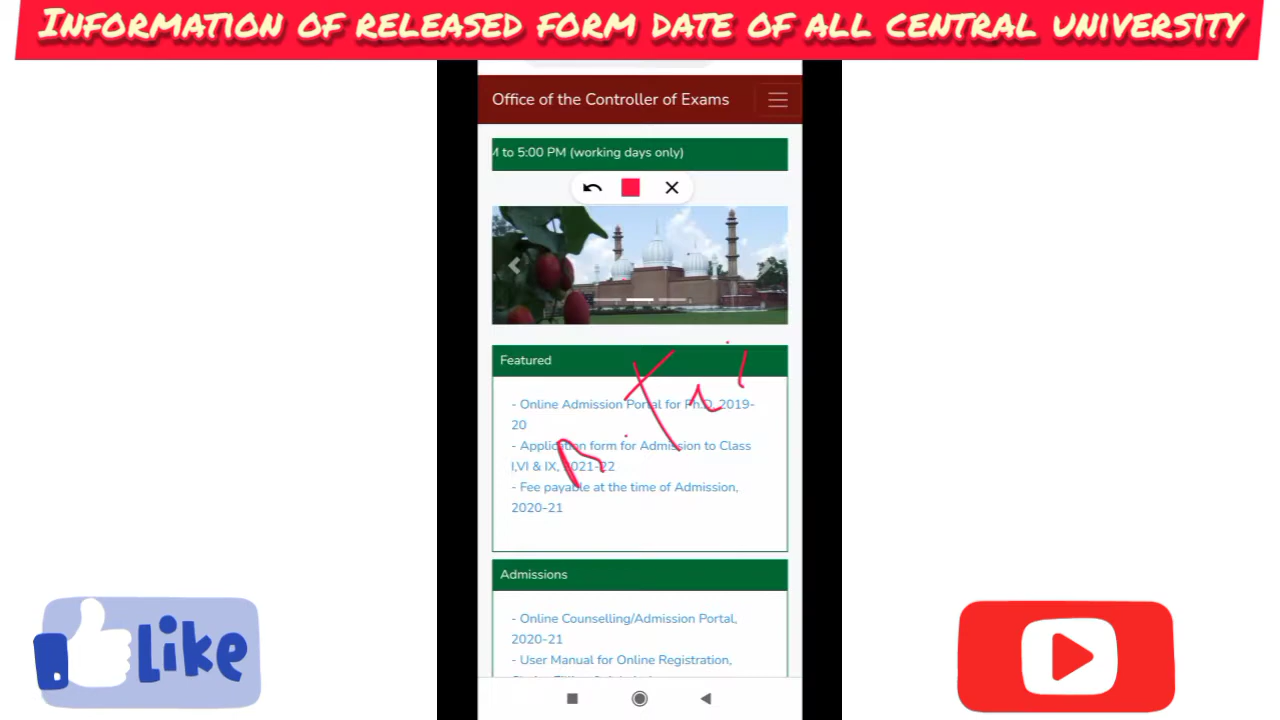 INFORMATION OF RELEASED FORM DATE OF ALL CENTRAL UNIVERSITY
Office of the Controller of Exams
M to 5:00 PM (working days only)
Featured
- Online Admission Portal for Ph.D, 2019-
20
- Application form for Admission to Class
I,VI & IX, 2021-22
- Fee payable at the time of Admission,
2020-21
Admissions
- Online Counselling/Admission Portal,
2020-21
- User Manual for Online Registration,
Like